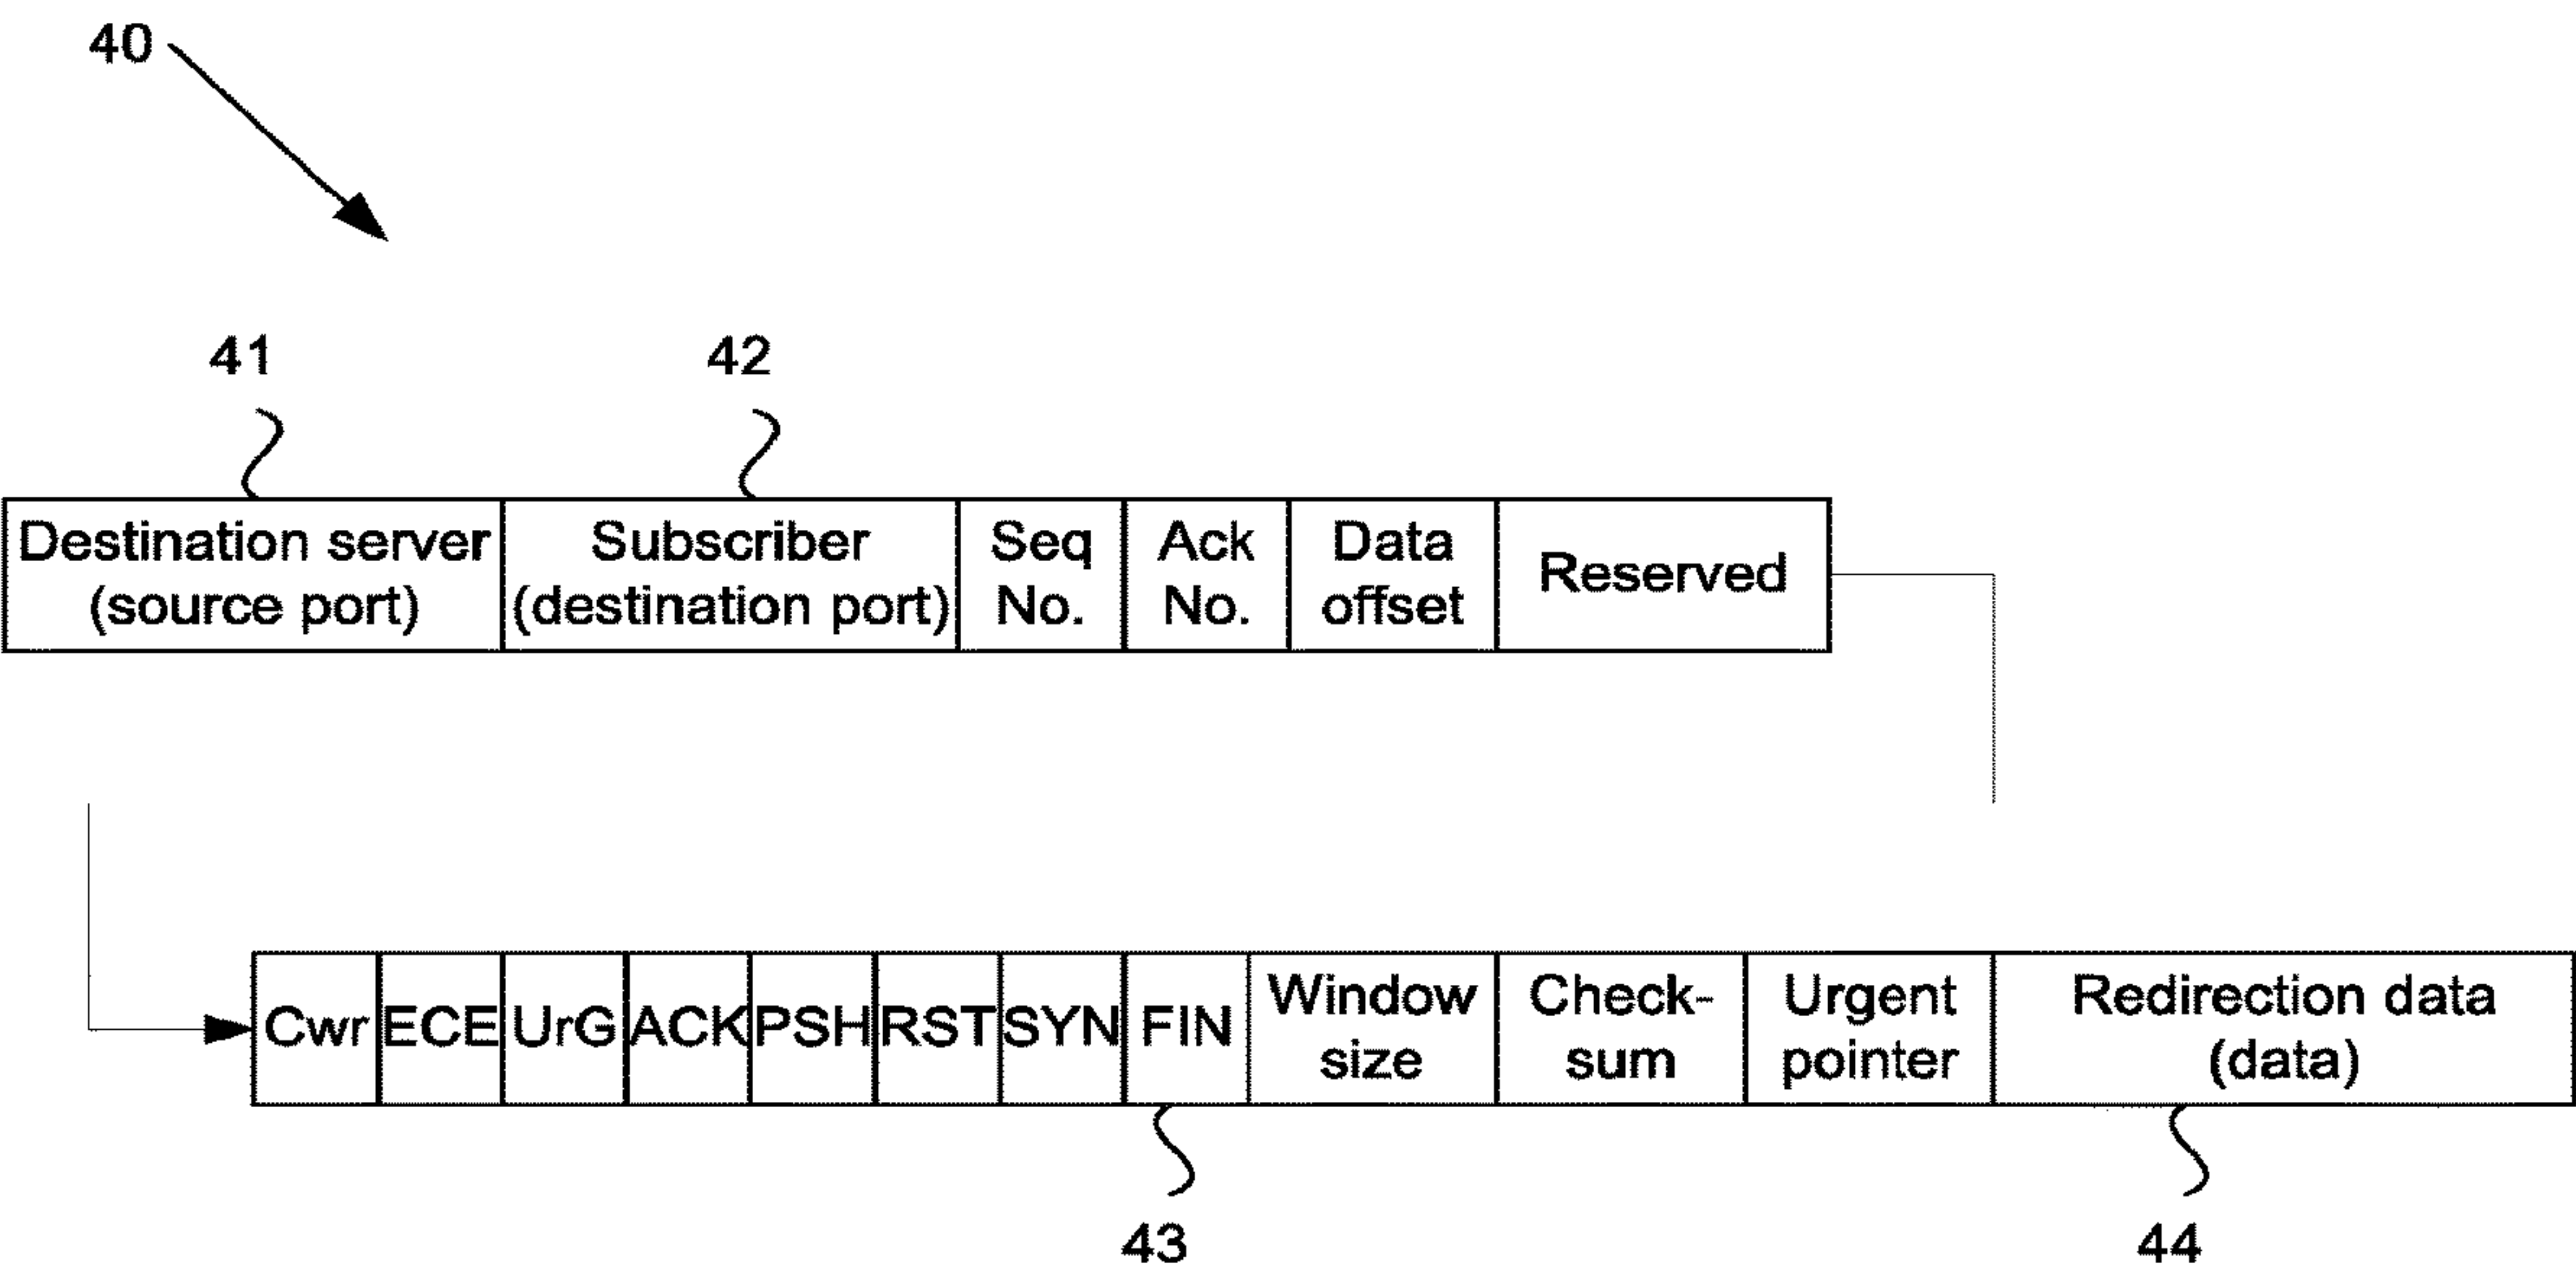 40
41
42
Destination server
(source port)
Subscriber
(destination port)
Seq
No.
Ack
No.
Data
offset
Reserved
Cwr
ECE
UrG
ACK
PSH
RST
SYN
FIN
Window
size
Check-
sum
Urgent
pointer
Redirection data
(data)
43
44